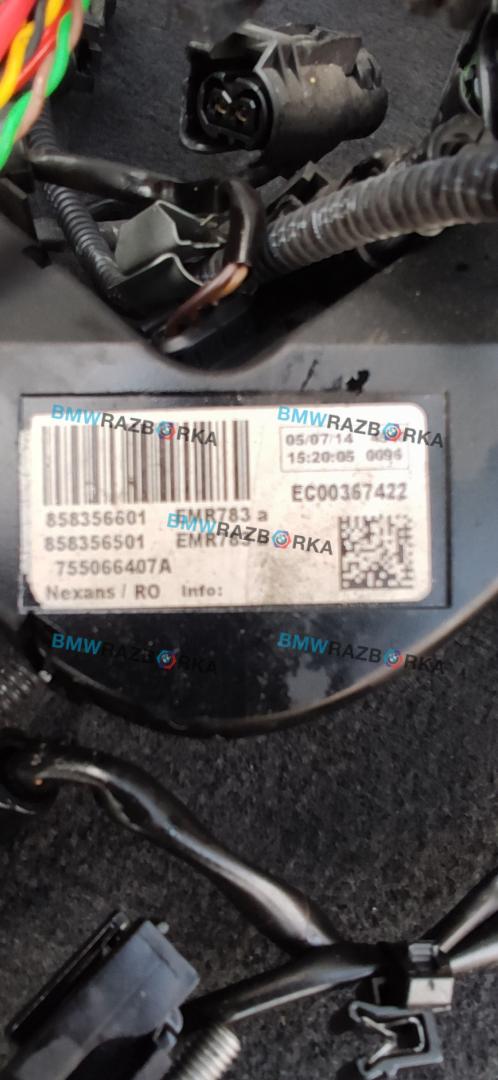 BMWRAZBORKA
BMWRAZBORKA
05/07/14
15:20:05 0096
EC00367422
858356601 EMR783 a
BMWRAZBORKA
858356501 EMR783
755066407A
Nexans / RO Info:
BMWRAZBORKA
BMWRAZBORKA